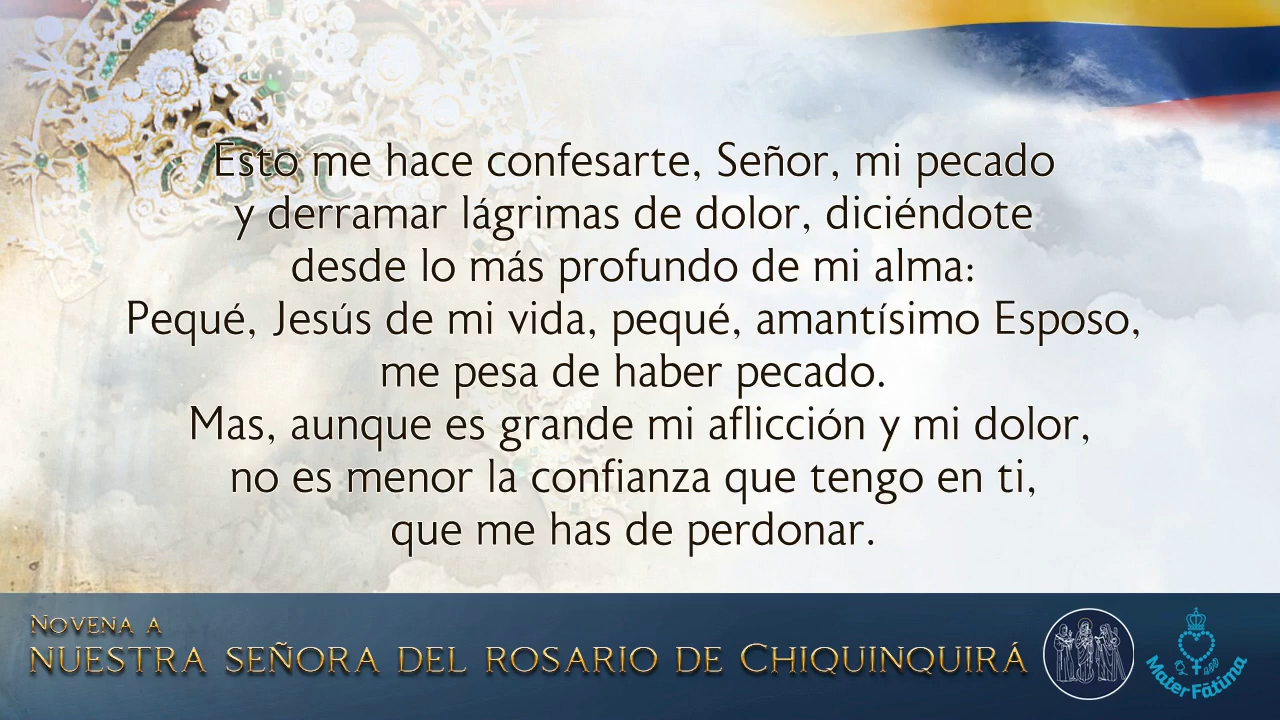 Esto me hace confesarte, Señor, mi pecado
y derramar lágrimas de dolor, diciéndote
desde lo más profundo de mi alma:
Pequé, Jesús de mi vida, pequé, amantísimo Esposo,
me pesa de haber pecado.
Mas, aunque es grande mi aflicción y mi dolor,
no es menor la confianza que tengo en ti,
que me has de perdonar.
Novena a
nuestra señora del rosario de Chiquinquirá
Mater Fátima